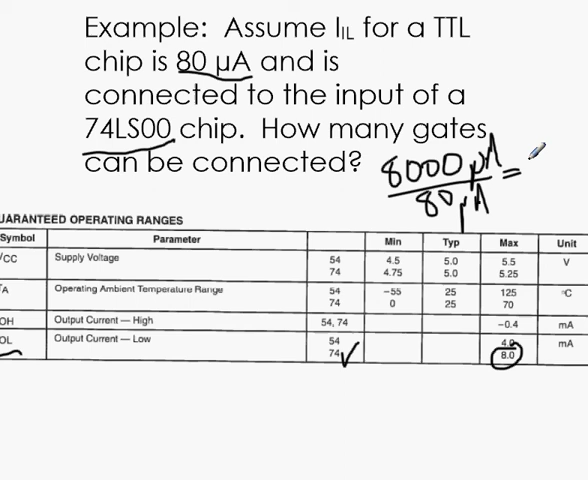 Example: Assume IIL for a TTL
chip is 80 µA and is
connected to the input of a
74LS00 chip. How many gates
can be connected?
8000 µA
80 µA
=
UARANTEED OPERATING RANGES
Symbol Parameter Min Typ Max Unit
VCC Supply Voltage 54 4.5 5.0 5.5 V
74 4.75 5.0 5.25
TA Operating Ambient Temperature Range 54 −55 25 125 °C
74 0 25 70
OH Output Current — High 54, 74 −0.4 mA
OL Output Current — Low 54 4.0 mA
74 8.0